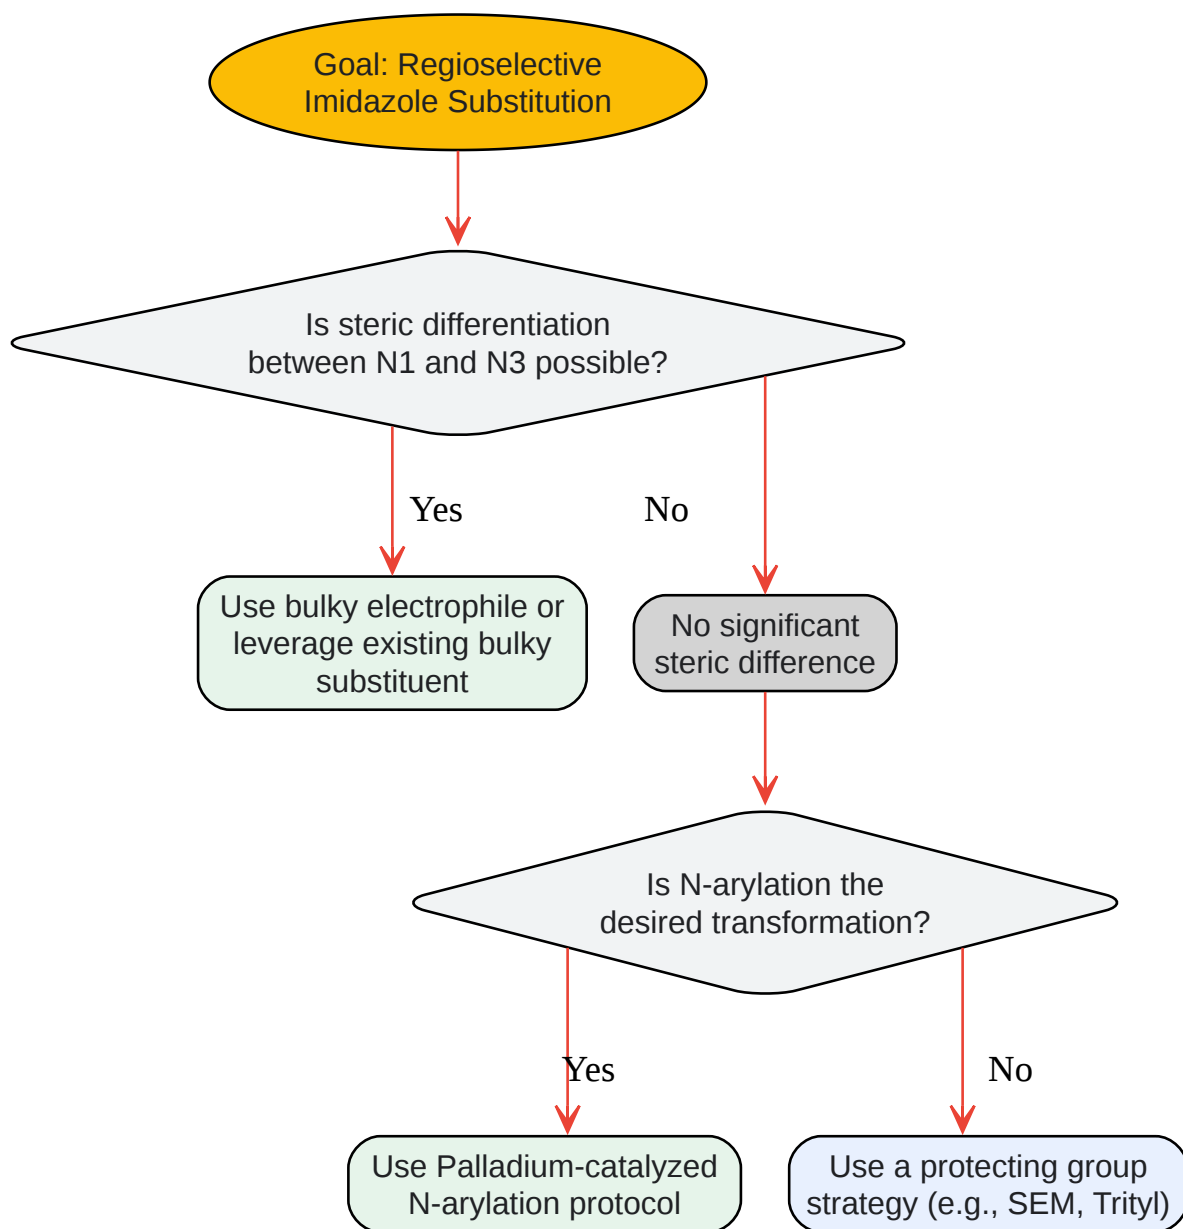 Goal: Regioselective
Imidazole Substitution
Is steric differentiation
between N1 and N3 possible?
Yes
No
Use bulky electrophile or
leverage existing bulky
substituent
No significant
steric difference
Is N-arylation the
desired transformation?
Yes
No
Use Palladium-catalyzed
N-arylation protocol
Use a protecting group
strategy (e.g., SEM, Trityl)